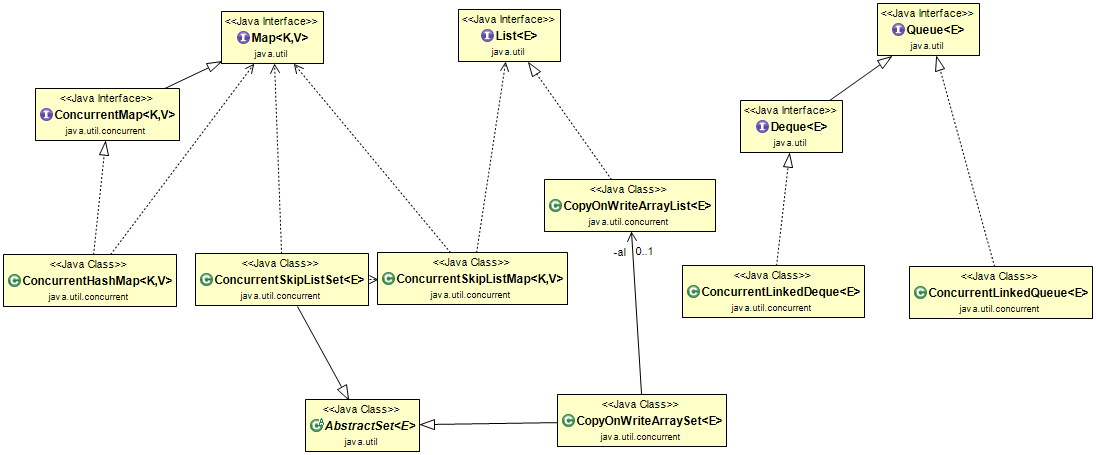 <<Java Interface>>
Map<K,V>
java.util
<<Java Interface>>
List<E>
java.util
<<Java Interface>>
Queue<E>
java.util
<<Java Interface>>
ConcurrentMap<K,V>
java.util.concurrent
<<Java Interface>>
Deque<E>
java.util
<<Java Class>>
CopyOnWriteArrayList<E>
java.util.concurrent
-al 0..1
<<Java Class>>
ConcurrentHashMap<K,V>
java.util.concurrent
<<Java Class>>
ConcurrentSkipListSet<E>
java.util.concurrent
<<Java Class>>
ConcurrentSkipListMap<K,V>
java.util.concurrent
<<Java Class>>
ConcurrentLinkedDeque<E>
java.util.concurrent
<<Java Class>>
ConcurrentLinkedQueue<E>
java.util.concurrent
<<Java Class>>
AbstractSet<E>
java.util
<<Java Class>>
CopyOnWriteArraySet<E>
java.util.concurrent